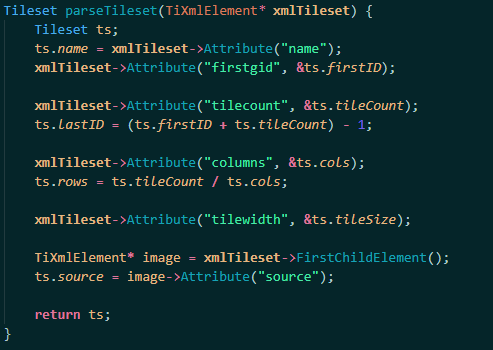 Tileset parseTileset(TiXmlElement* xmlTileset) {
    Tileset ts;
    ts.name = xmlTileset->Attribute("name");
    xmlTileset->Attribute("firstgid", &ts.firstID);

    xmlTileset->Attribute("tilecount", &ts.tileCount);
    ts.lastID = (ts.firstID + ts.tileCount) - 1;

    xmlTileset->Attribute("columns", &ts.cols);
    ts.rows = ts.tileCount / ts.cols;

    xmlTileset->Attribute("tilewidth", &ts.tileSize);

    TiXmlElement* image = xmlTileset->FirstChildElement();
    ts.source = image->Attribute("source");

    return ts;
}